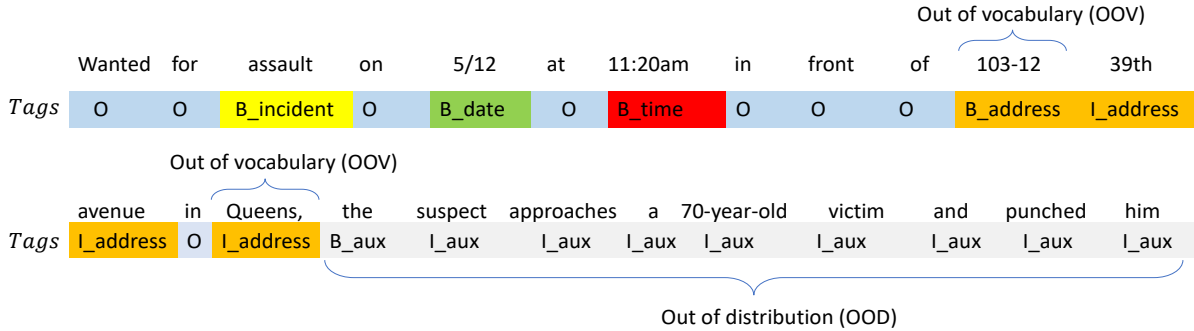 Out of vocabulary (OOV)
Wanted for assault on 5/12 at 11:20am in front of 103-12 39th
Tags O O B_incident O B_date O B_time O O O B_address I_address
Out of vocabulary (OOV)
avenue in Queens, the suspect approaches a 70-year-old victim and punched him
Tags I_address O I_address B_aux I_aux I_aux I_aux I_aux I_aux I_aux I_aux I_aux
Out of distribution (OOD)